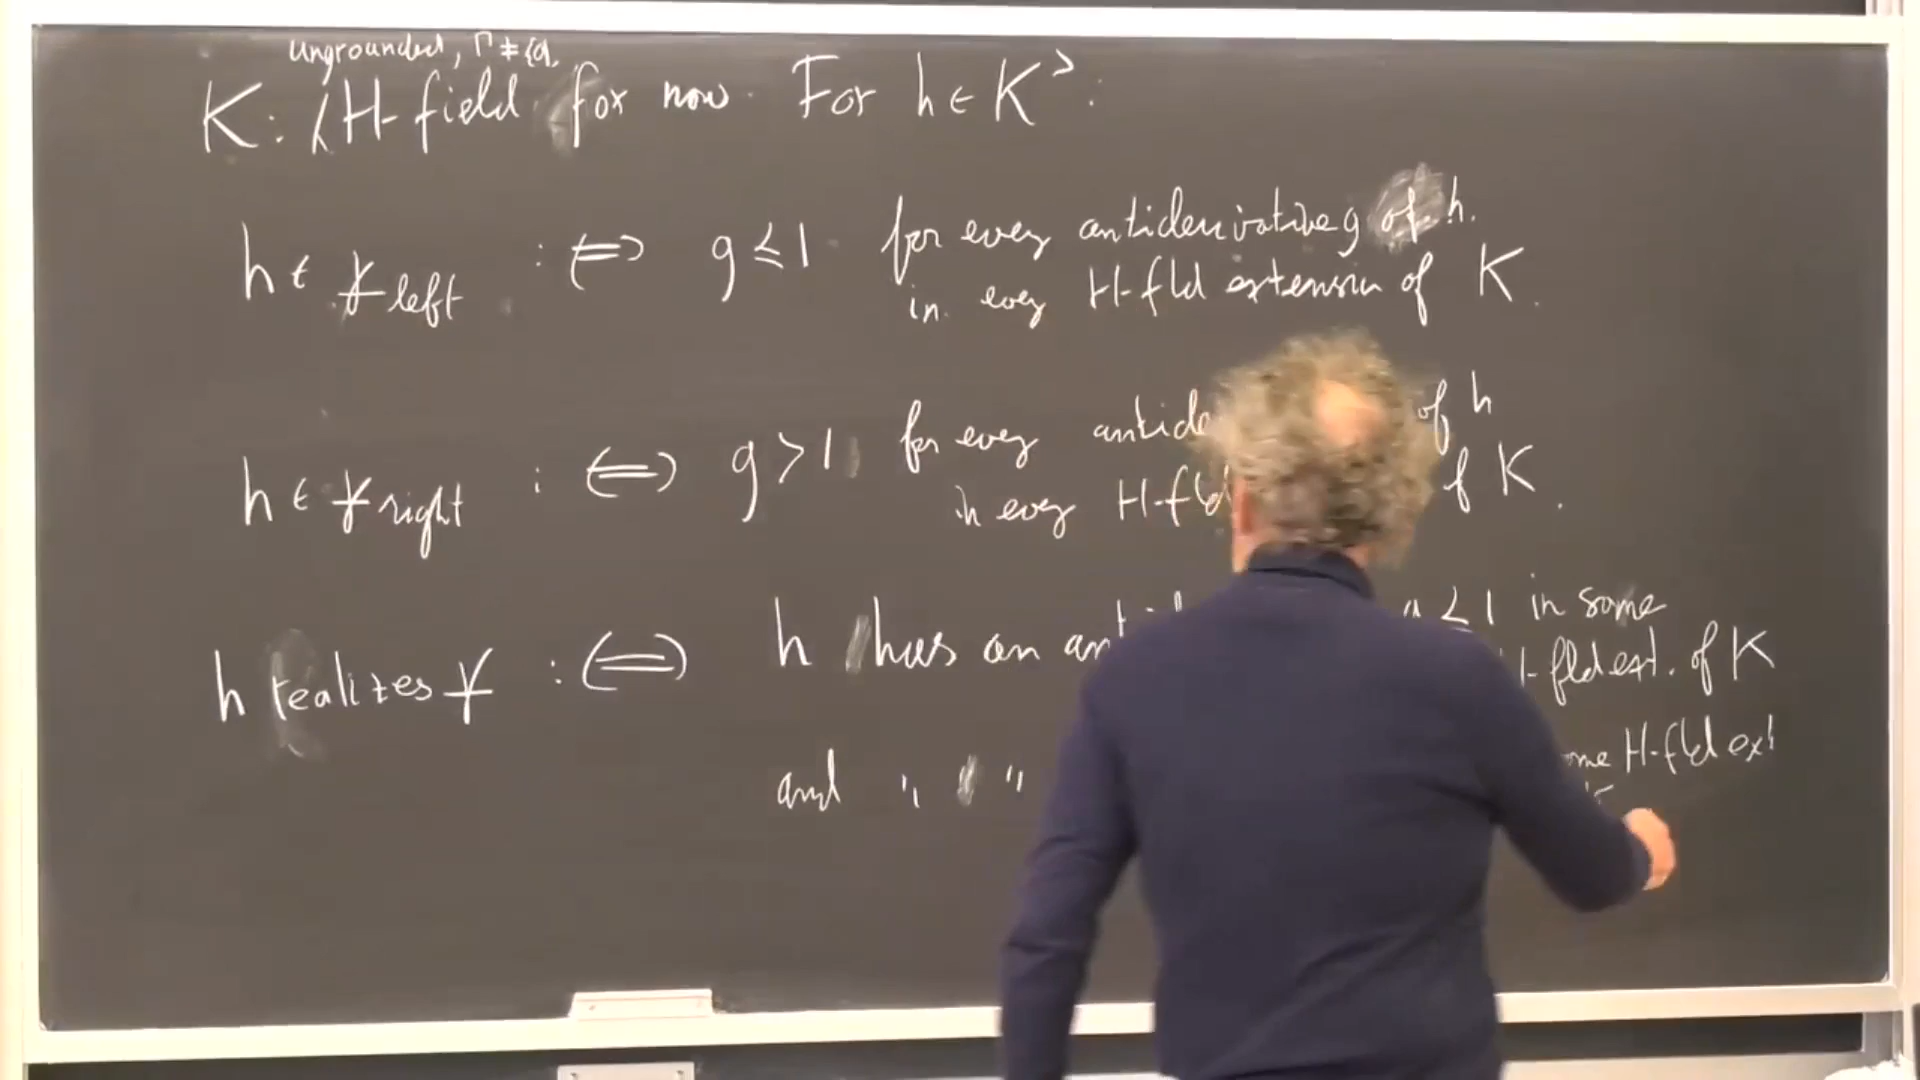 ungrounded, Γ ≠ {0,
K: H-field for now. For h ∈ K^>:
h ∈ Ɣ left :⇔ g ≼ 1 for every antiderivative g of h.
in every H-fld extension of K.
h ∈ Ɣ right :⇔ g > 1 for every antide of h
in every H-fld of K.
h realizes Ɣ :⇔ h has an ≼ 1 in some
H-fld ext. of K
and " " some H-fld ext